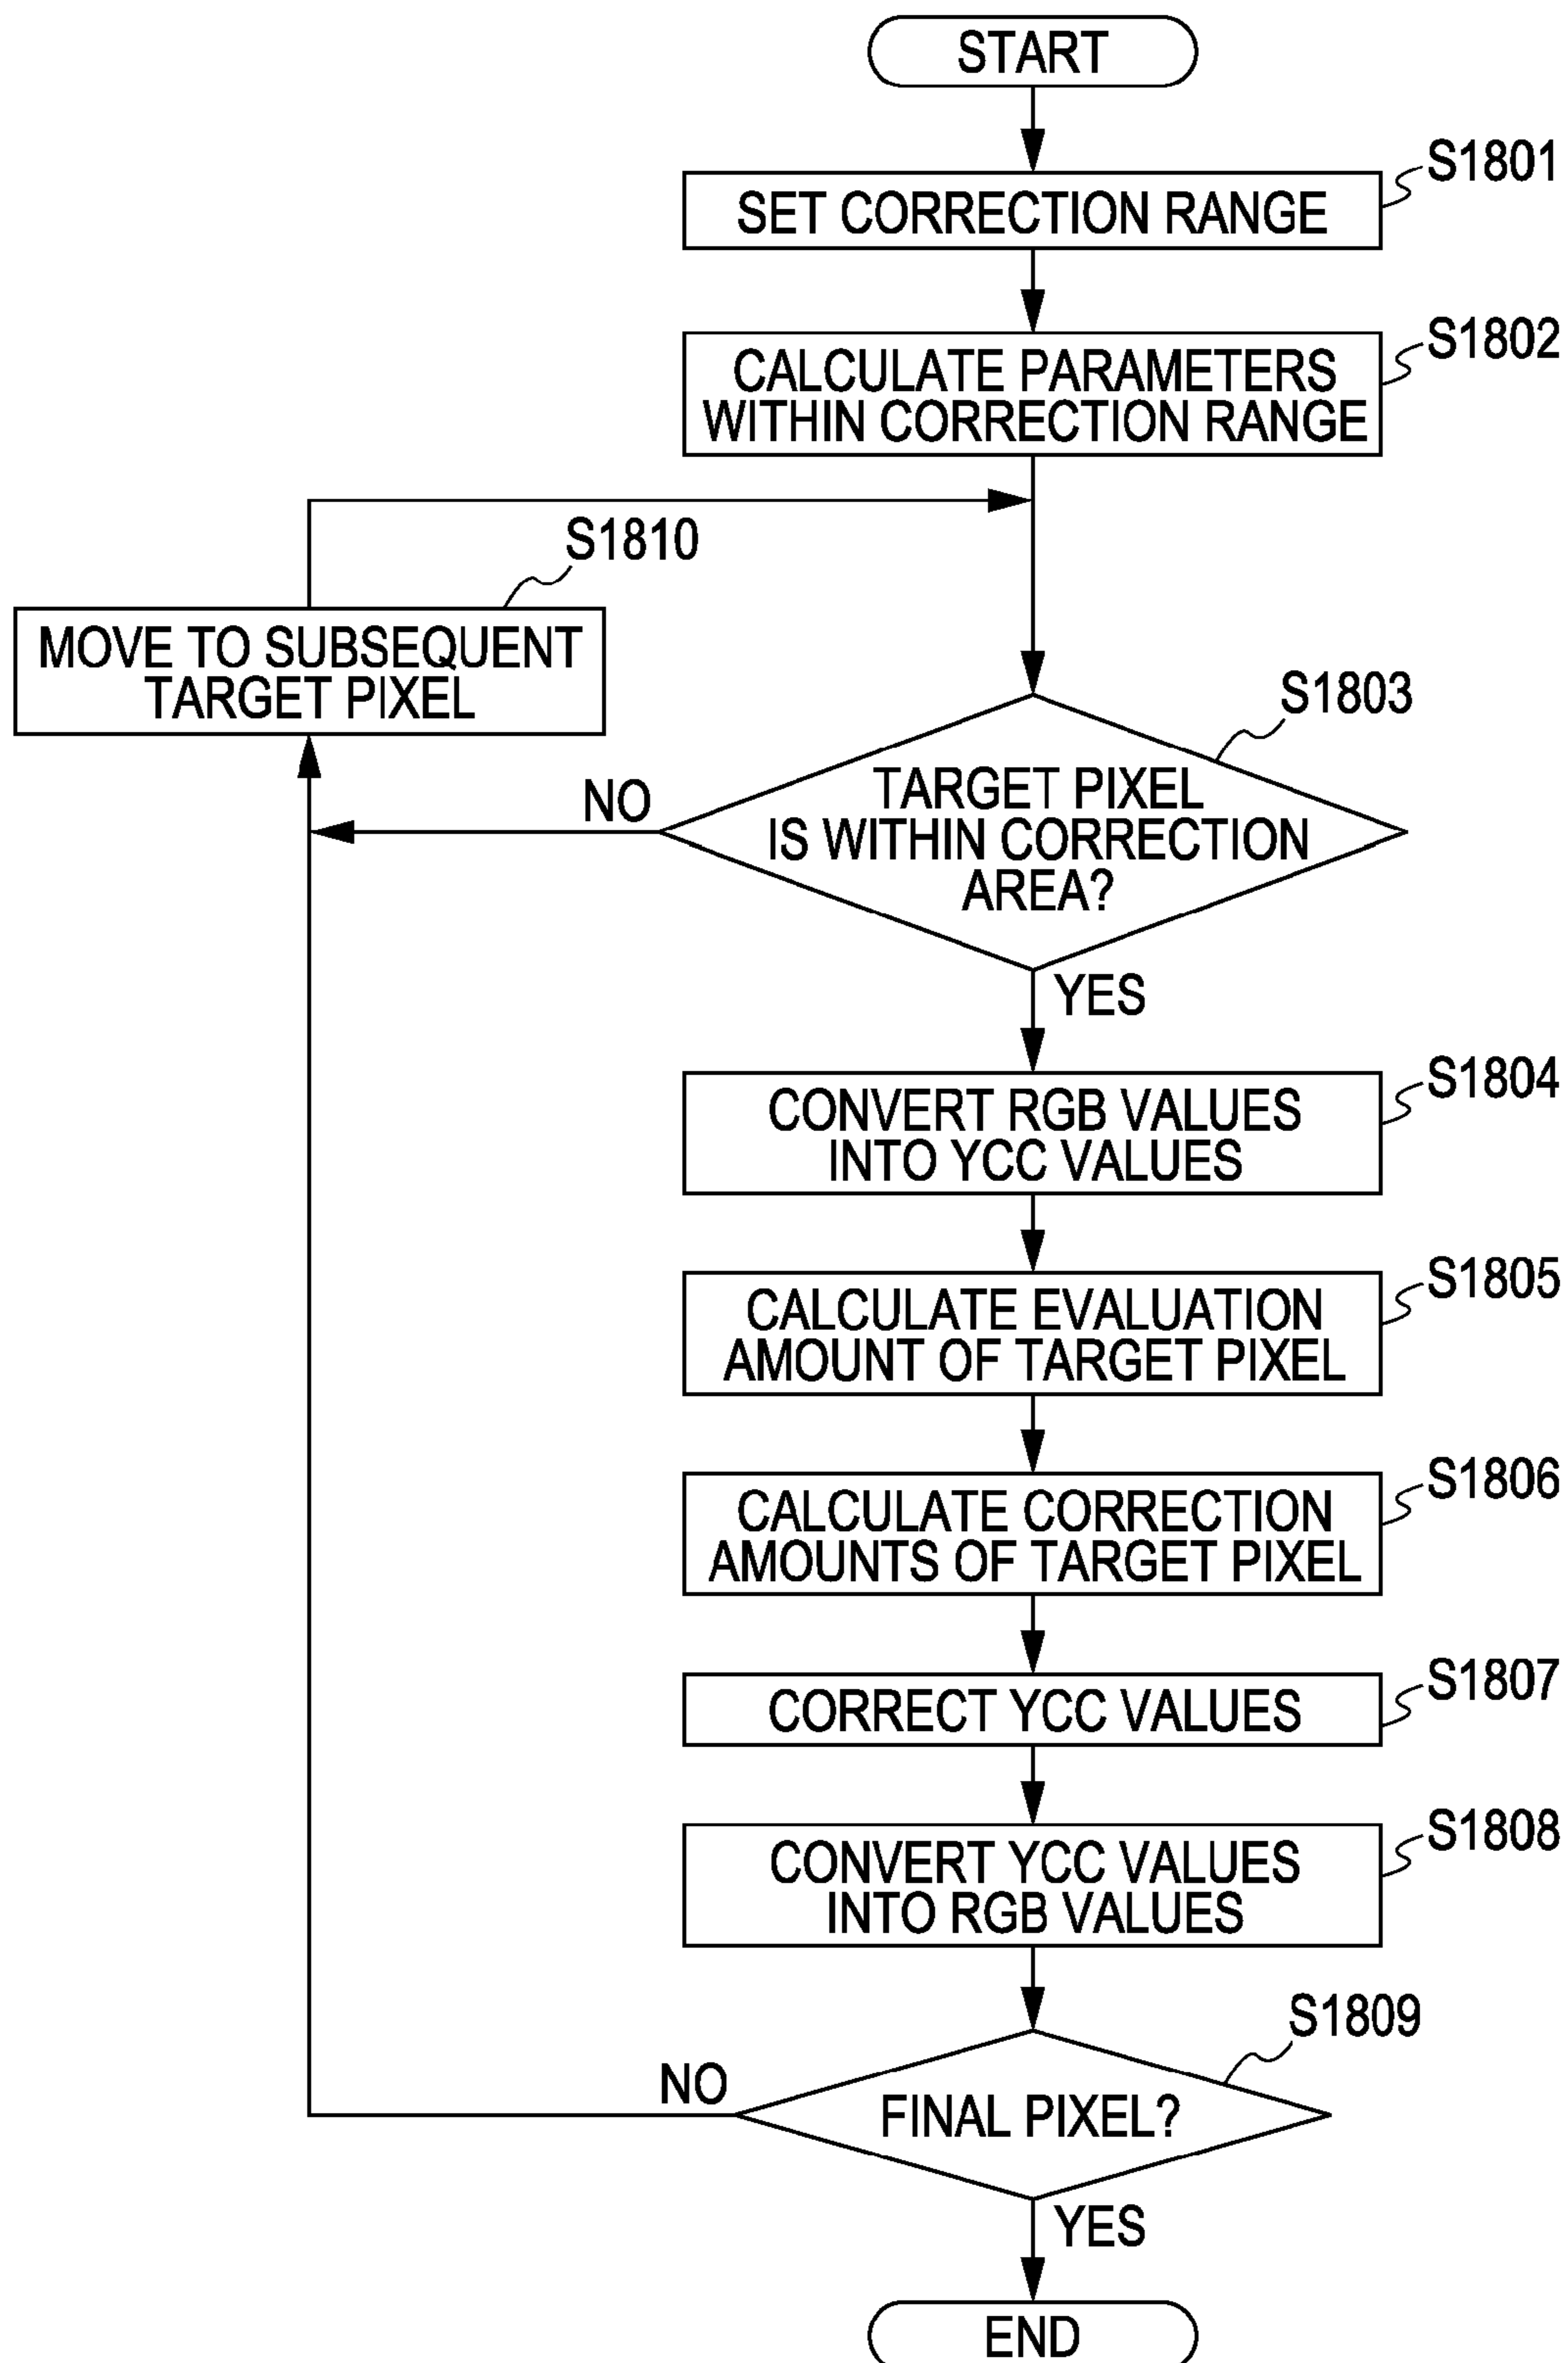 START
S1801
SET CORRECTION RANGE
S1802
CALCULATE PARAMETERS
WITHIN CORRECTION RANGE
S1810
MOVE TO SUBSEQUENT
TARGET PIXEL
S1803
TARGET PIXEL
IS WITHIN CORRECTION
AREA?
NO
YES
S1804
CONVERT RGB VALUES
INTO YCC VALUES
S1805
CALCULATE EVALUATION
AMOUNT OF TARGET PIXEL
S1806
CALCULATE CORRECTION
AMOUNTS OF TARGET PIXEL
S1807
CORRECT YCC VALUES
S1808
CONVERT YCC VALUES
INTO RGB VALUES
S1809
NO
FINAL PIXEL?
YES
END